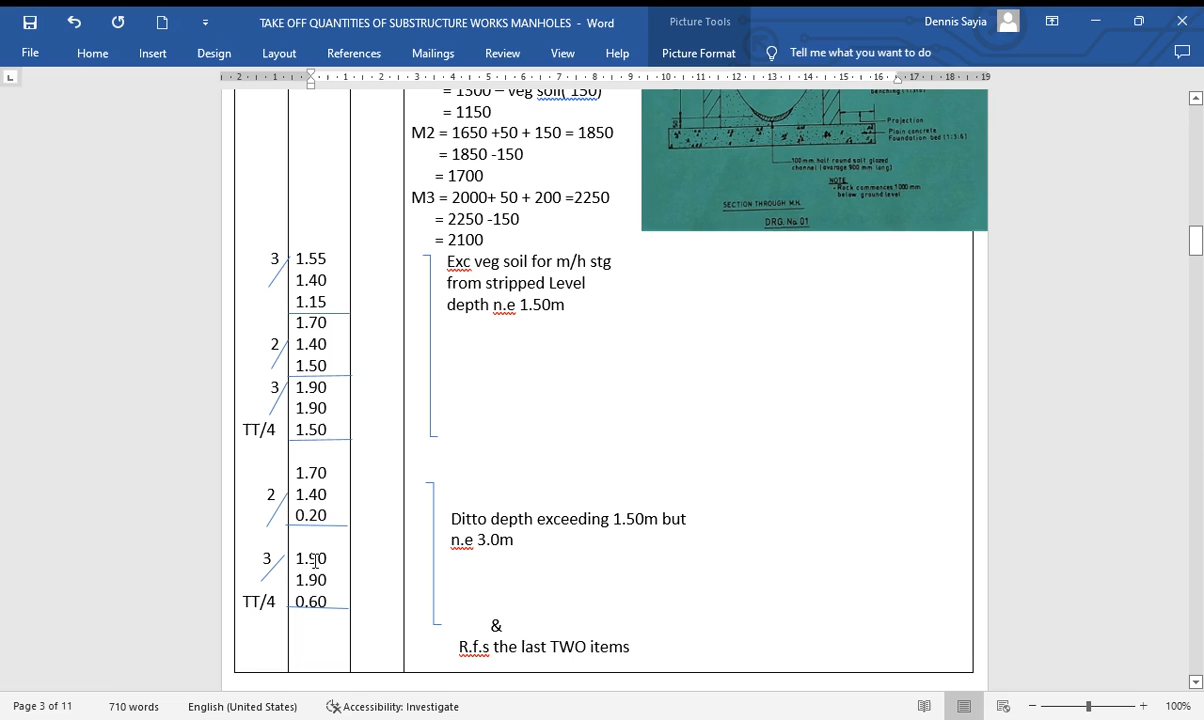 TAKE OFF QUANTITIES OF SUBSTRUCTURE WORKS MANHOLES - Word
Picture Tools
Dennis Sayia
File Home Insert Design Layout References Mailings Review View Help Picture Format Tell me what you want to do
= 1300 – veg soil( 150)
= 1150
M2 = 1650 +50 + 150 = 1850
= 1850 -150
= 1700
M3 = 2000+ 50 + 200 =2250
= 2250 -150
= 2100
Projection
Plain concrete
Foundation bed (1:3:6)
100mm half round salt glazed
channel (average 900 mm long)
NOTE
- Rock commences 1000 mm
below ground level
SECTION THROUGH M.H.
DRG. No. 01
3 1.55
1.40
1.15
1.70
2 1.40
1.50
3 1.90
1.90
TT/4 1.50
Exc veg soil for m/h stg
from stripped Level
depth n.e 1.50m
1.70
2 1.40
0.20
3 1.90
1.90
TT/4 0.60
Ditto depth exceeding 1.50m but
n.e 3.0m
&
R.f.s the last TWO items
Page 3 of 11 710 words English (United States) Accessibility: Investigate 100%